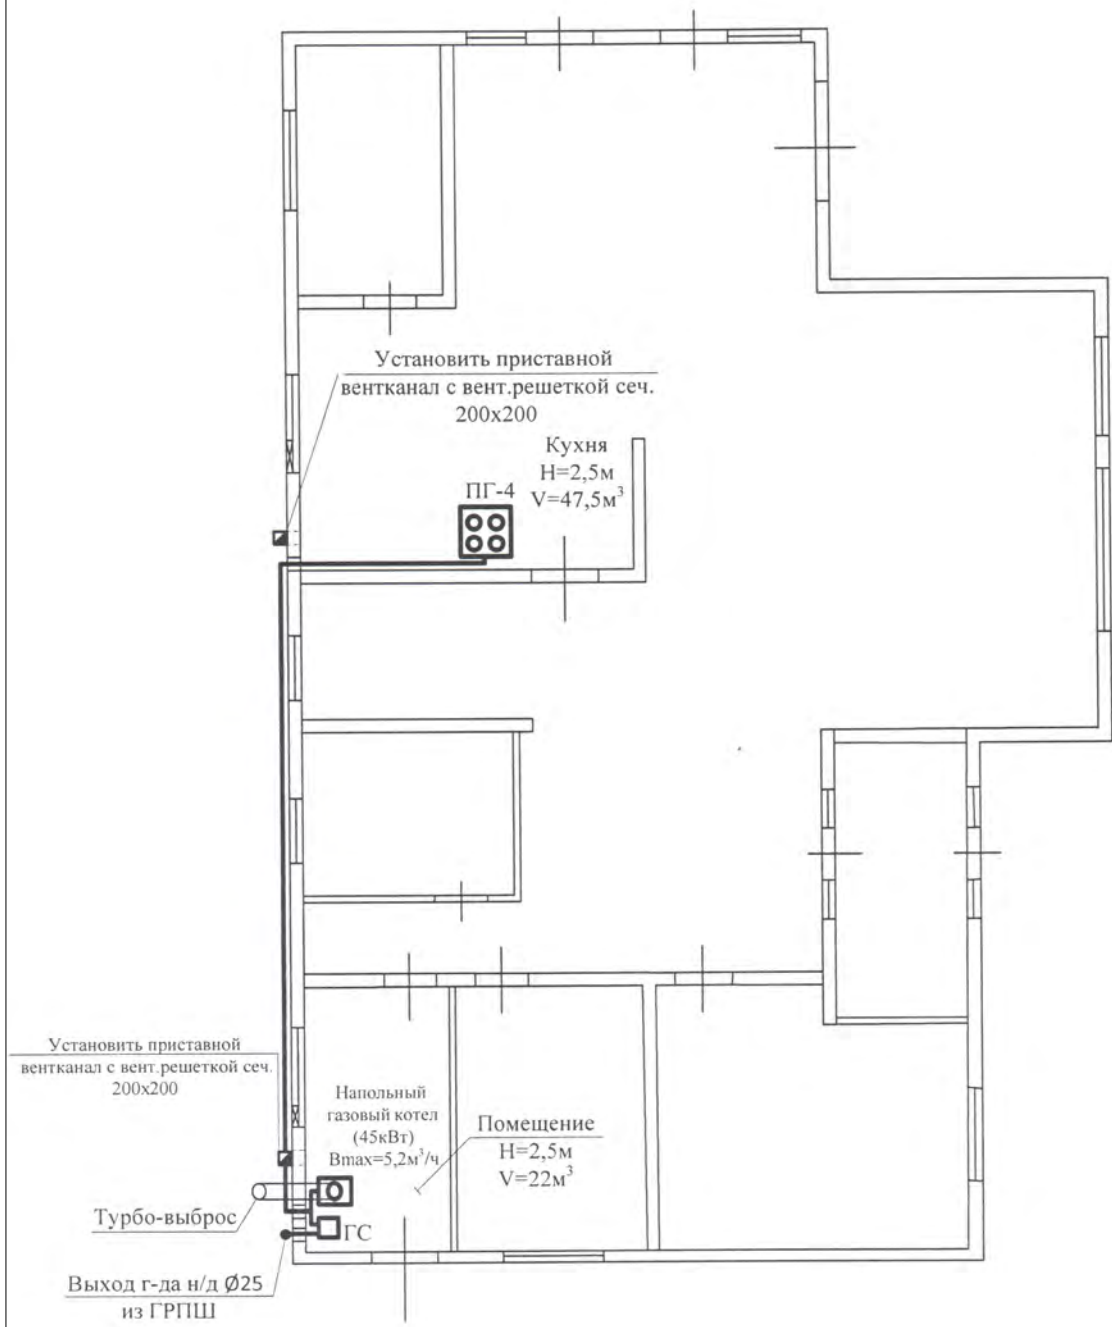 Установить приставной
вентканал с вент.решеткой сеч.
200х200
Кухня
Н=2,5м
V=47,5м³
ПГ-4
Установить приставной
вентканал с вент.решеткой сеч.
200х200
Напольный
газовый котел
(45кВт)
Вmax=5,2м³/ч
Помещение
Н=2,5м
V=22м³
Турбо-выброс
ГС
Выход г-да н/д Ø25
из ГРПШ